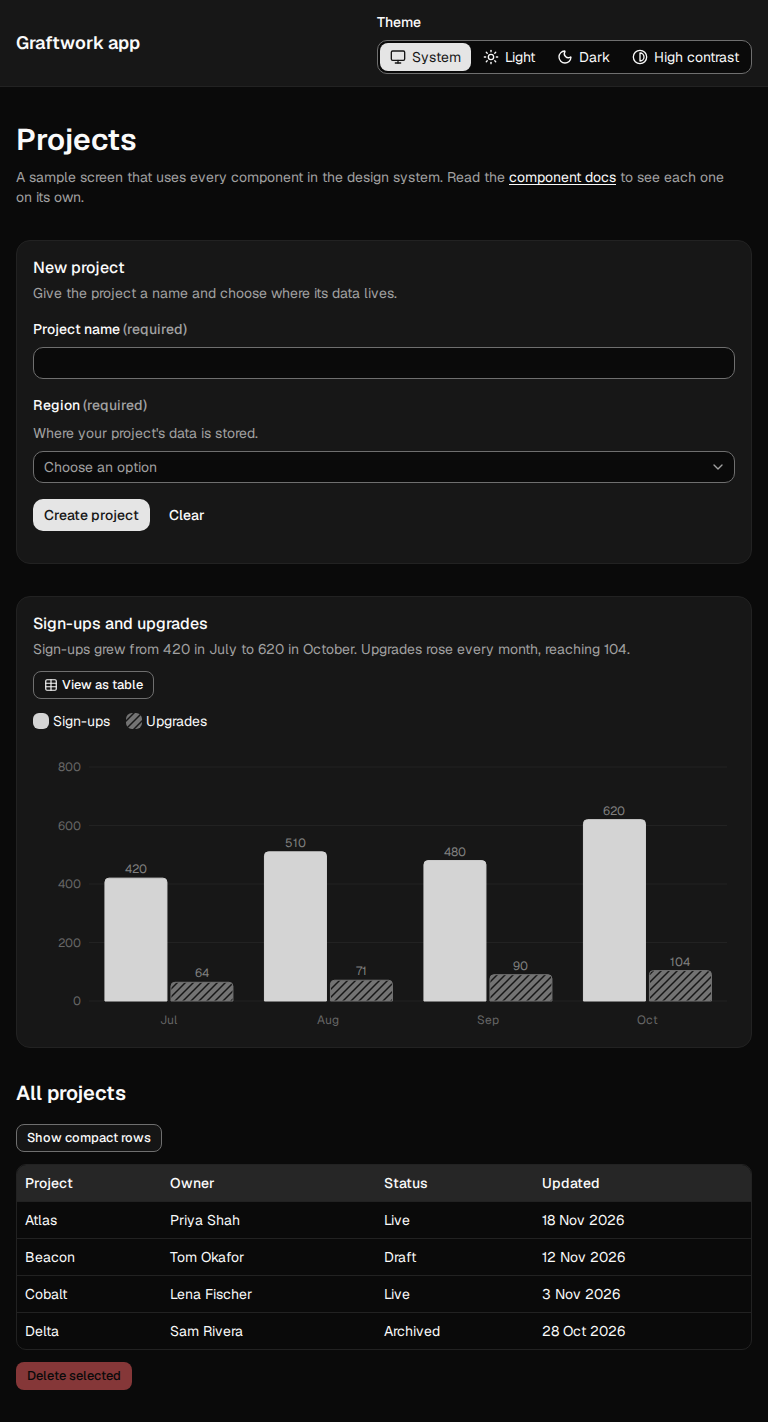 Graftwork app
Theme
System Light Dark High contrast
Projects
A sample screen that uses every component in the design system. Read the component docs to see each one
on its own.
New project
Give the project a name and choose where its data lives.
Project name (required)
Region (required)
Where your project's data is stored.
Choose an option
Create project Clear
Sign-ups and upgrades
Sign-ups grew from 420 in July to 620 in October. Upgrades rose every month, reaching 104.
View as table
Sign-ups Upgrades
800
600
400
200
0
420 64 510 71 480 90 620 104
Jul Aug Sep Oct
All projects
Show compact rows
Project Owner Status Updated
Atlas Priya Shah Live 18 Nov 2026
Beacon Tom Okafor Draft 12 Nov 2026
Cobalt Lena Fischer Live 3 Nov 2026
Delta Sam Rivera Archived 28 Oct 2026
Delete selected